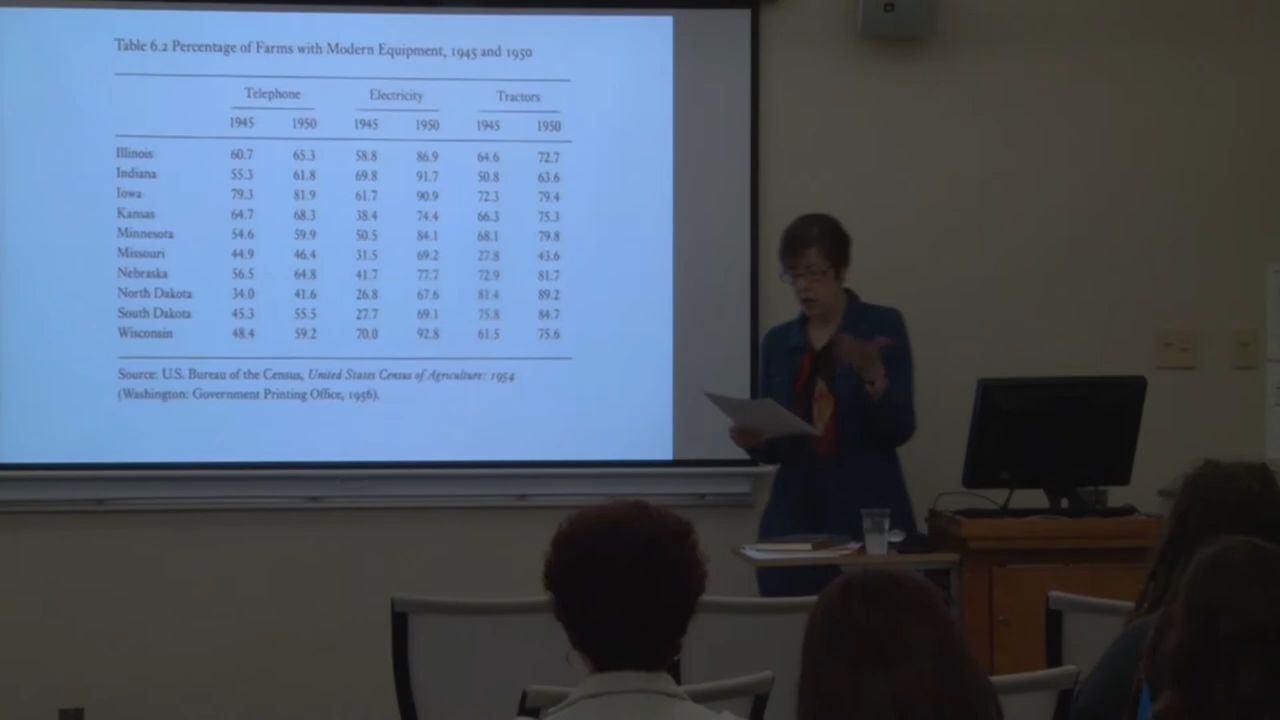 Table 6.2 Percentage of Farms with Modern Equipment, 1945 and 1950
Telephone Electricity Tractors
1945 1950 1945 1950 1945 1950
Illinois 60.7 65.3 58.8 86.9 64.6 72.7
Indiana 55.3 61.8 69.8 91.7 50.8 63.6
Iowa 79.3 81.9 61.7 90.9 72.3 79.4
Kansas 64.7 68.3 38.4 74.4 66.3 75.3
Minnesota 54.6 59.9 50.5 84.1 68.1 79.8
Missouri 44.9 46.4 31.5 69.2 27.8 43.6
Nebraska 56.5 64.8 41.7 77.7 72.9 81.7
North Dakota 34.0 41.6 26.8 67.6 81.4 89.2
South Dakota 45.3 55.5 27.7 69.1 75.8 84.7
Wisconsin 48.4 59.2 70.0 92.8 61.5 75.6
Source: U.S. Bureau of the Census, United States Census of Agriculture: 1954
(Washington: Government Printing Office, 1956).